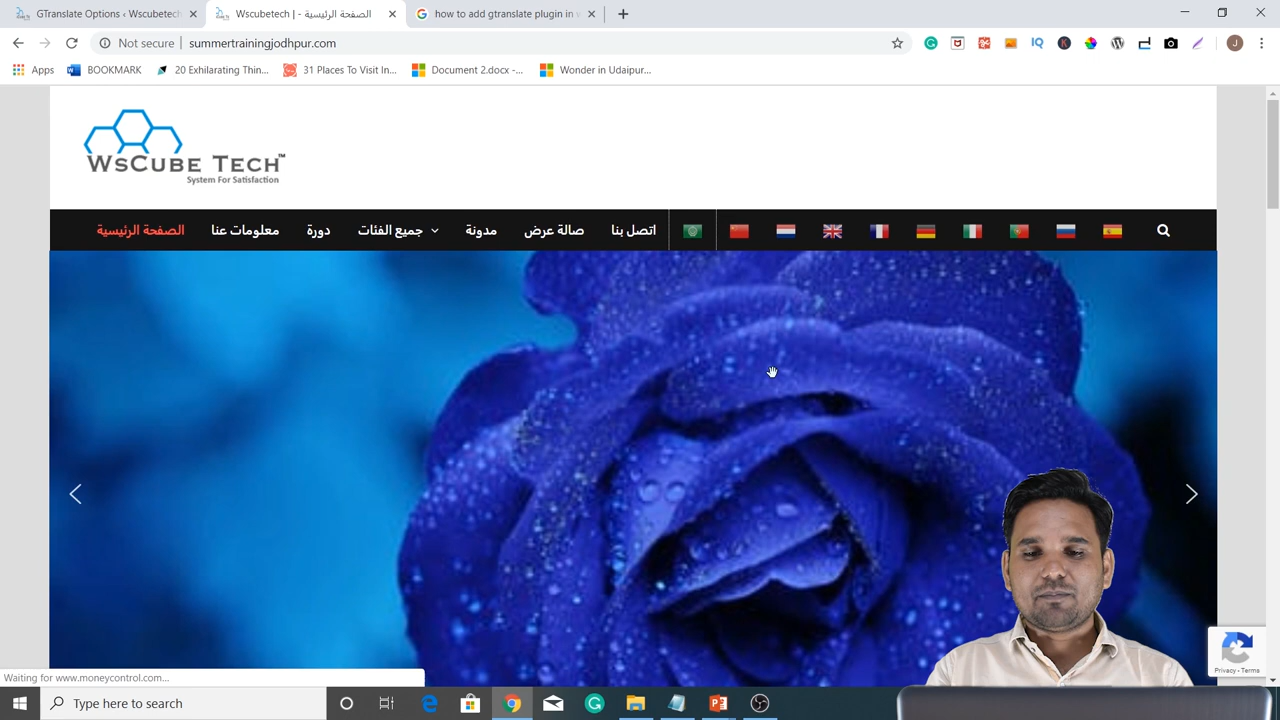 GTranslate Options ‹ Wscubetech
Wscubetech | - الصفحة الرئيسية
how to add gtranslate plugin in w
Not secure | summertrainingjodhpur.com
Apps
BOOKMARK
20 Exhilarating Thin...
31 Places To Visit In...
Document 2.docx -...
Wonder in Udaipur...
WSCUBE TECH™
System For Satisfaction
الصفحة الرئيسية
معلومات عنا
دورة
جميع الفئات
مدونة
صالة عرض
اتصل بنا
Privacy - Terms
Waiting for www.moneycontrol.com...
Type here to search